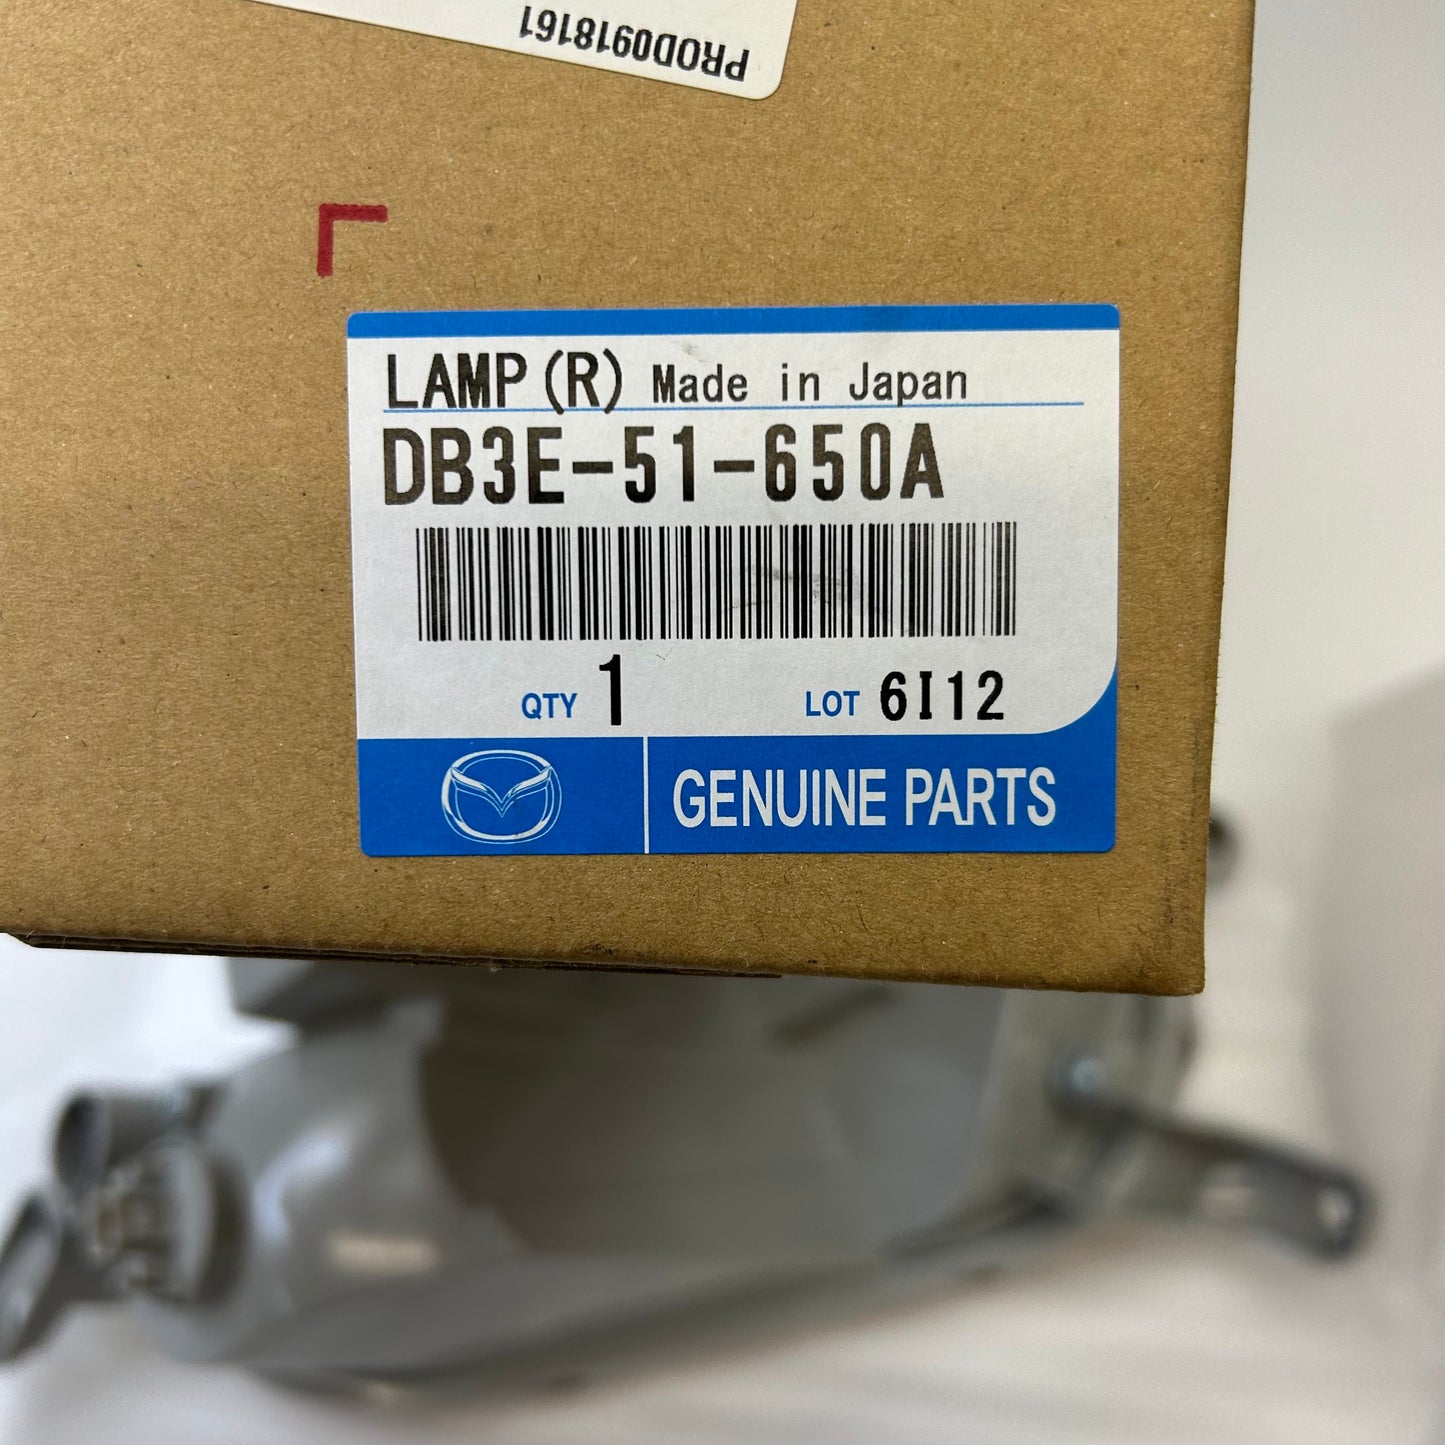 PROD0918161
LAMP(R) Made in Japan
DB3E-51-650A
QTY 1 LOT 6I12
GENUINE PARTS